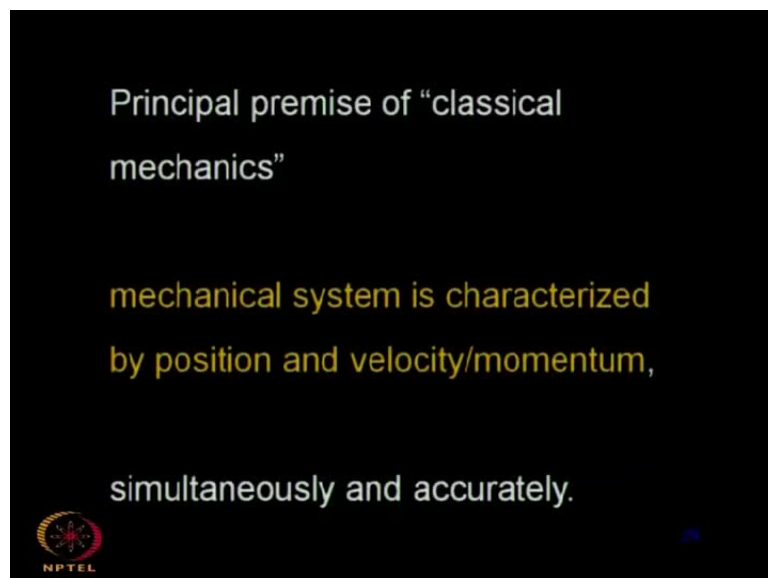 Principal premise of “classical
mechanics”
mechanical system is characterized
by position and velocity/momentum,
simultaneously and accurately.
NPTEL